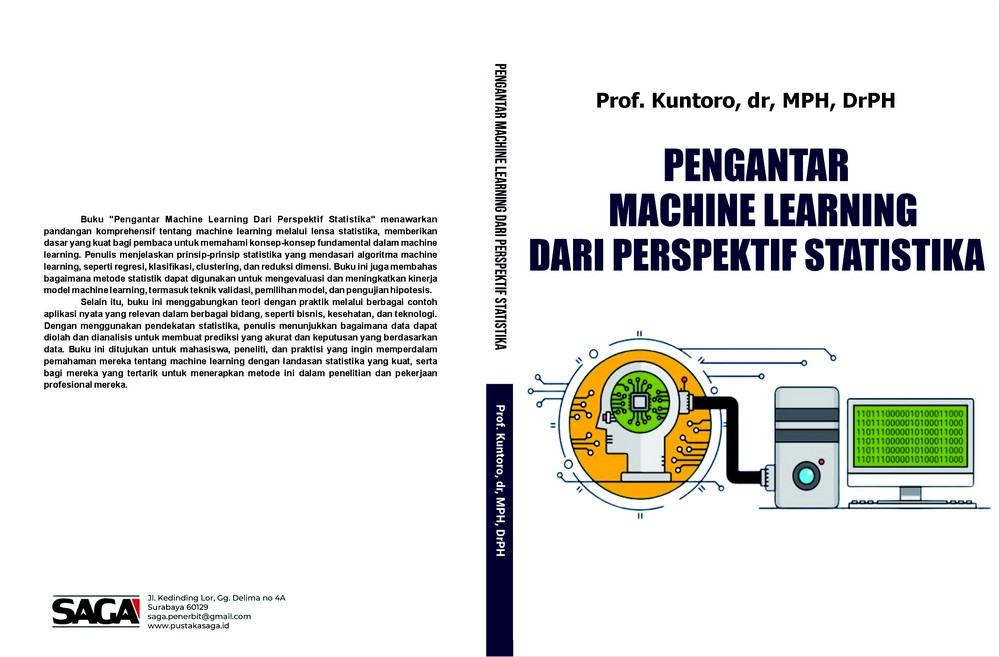 Buku "Pengantar Machine Learning Dari Perspektif Statistika" menawarkan
pandangan komprehensif tentang machine learning melalui lensa statistika, memberikan
dasar yang kuat bagi pembaca untuk memahami konsep-konsep fundamental dalam machine
learning. Penulis menjelaskan prinsip-prinsip statistika yang mendasari algoritma machine
learning, seperti regresi, klasifikasi, clustering, dan reduksi dimensi. Buku ini juga membahas
bagaimana metode statistik dapat digunakan untuk mengevaluasi dan meningkatkan kinerja
model machine learning, termasuk teknik validasi, pemilihan model, dan pengujian hipotesis.
Selain itu, buku ini menggabungkan teori dengan praktik melalui berbagai contoh
aplikasi nyata yang relevan dalam berbagai bidang, seperti bisnis, kesehatan, dan teknologi.
Dengan menggunakan pendekatan statistika, penulis menunjukkan bagaimana data dapat
diolah dan dianalisis untuk membuat prediksi yang akurat dan keputusan yang berdasarkan
data. Buku ini ditujukan untuk mahasiswa, peneliti, dan praktisi yang ingin memperdalam
pemahaman mereka tentang machine learning dengan landasan statistika yang kuat, serta
bagi mereka yang tertarik untuk menerapkan metode ini dalam penelitian dan pekerjaan
profesional mereka.
SAGA
Jl. Kedinding Lor, Gg. Delima no 4A
Surabaya 60129
saga.penerbit@gmail.com
www.pustakasaga.id
PENGANTAR MACHINE LEARNING DARI PERSPEKTIF STATISTIKA
Prof. Kuntoro, dr, MPH, DrPH
Prof. Kuntoro, dr, MPH, DrPH
PENGANTAR
MACHINE LEARNING
DARI PERSPEKTIF STATISTIKA
1101110000010100011000
1101110000010100011000
1101110000010100011000
1101110000010100011000
1101110000010100011000